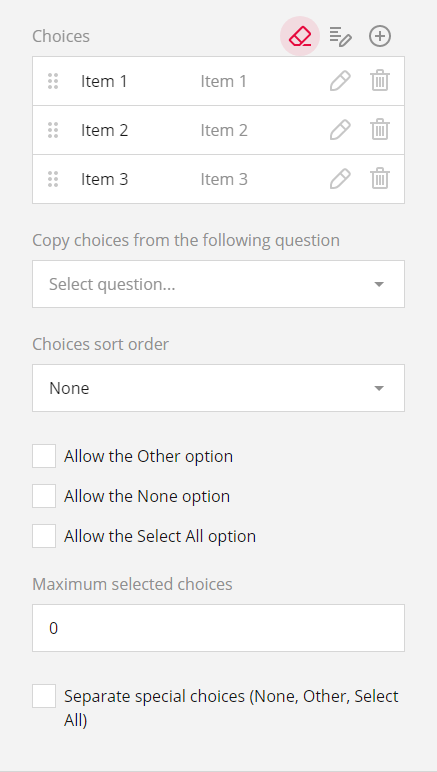 Choices
Item 1 Item 1
Item 2 Item 2
Item 3 Item 3
Copy choices from the following question
Select question...
Choices sort order
None
Allow the Other option
Allow the None option
Allow the Select All option
Maximum selected choices
0
Separate special choices (None, Other, Select
All)